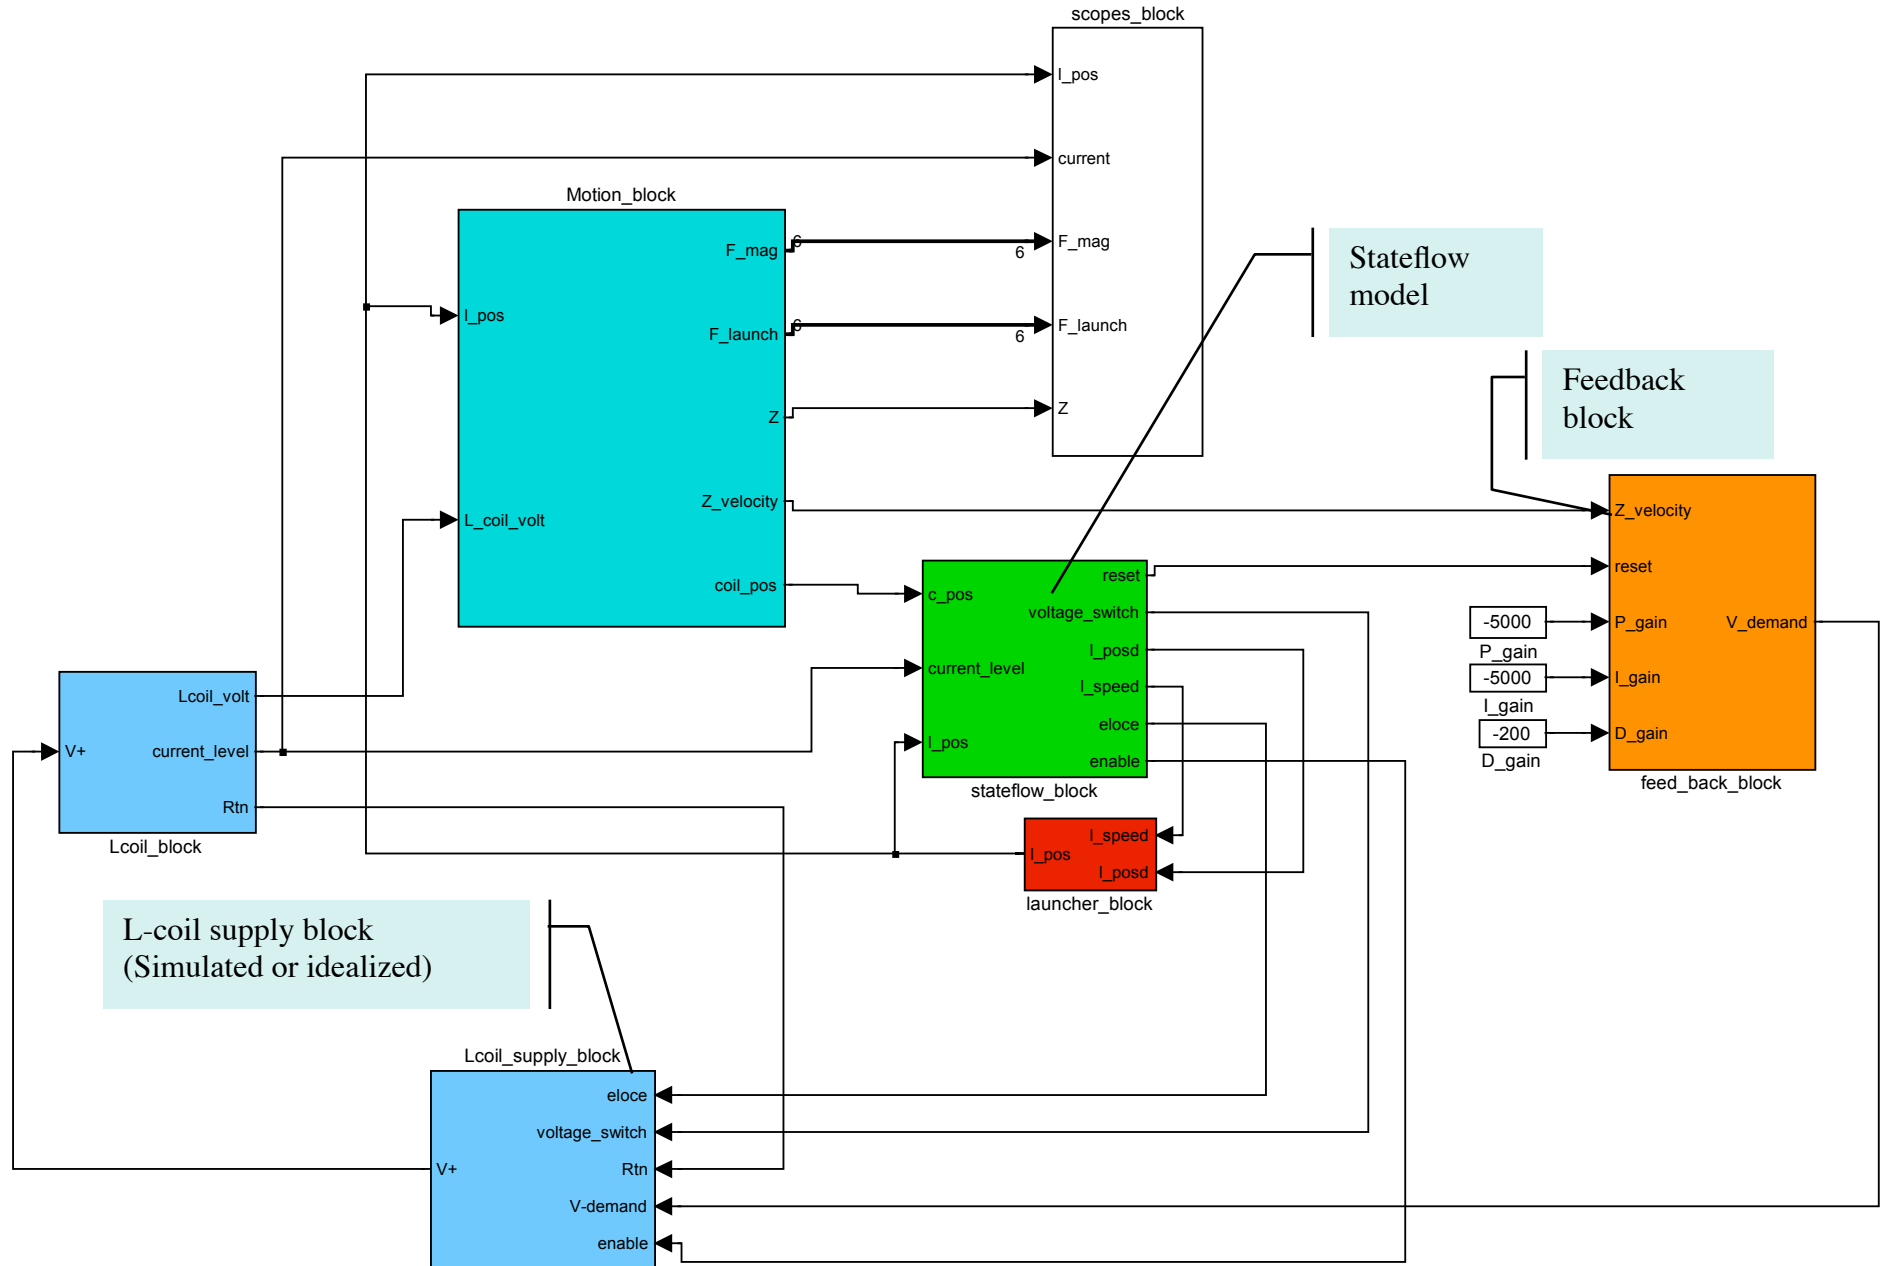 scopes_block
l_pos
current
F_mag
6
F_launch
6
Z
Motion_block
F_mag
6
l_pos
F_launch
6
Z
Z_velocity
L_coil_volt
coil_pos
Stateflow
model
Feedback
block
Z_velocity
reset
-5000
P_gain
P_gain
V_demand
-5000
I_gain
I_gain
-200
D_gain
D_gain
feed_back_block
reset
c_pos
voltage_switch
l_posd
current_level
l_speed
eloce
l_pos
enable
stateflow_block
l_speed
l_pos
l_posd
launcher_block
Lcoil_volt
V+
current_level
Rtn
Lcoil_block
L-coil supply block
(Simulated or idealized)
Lcoil_supply_block
eloce
voltage_switch
V+
Rtn
V-demand
enable